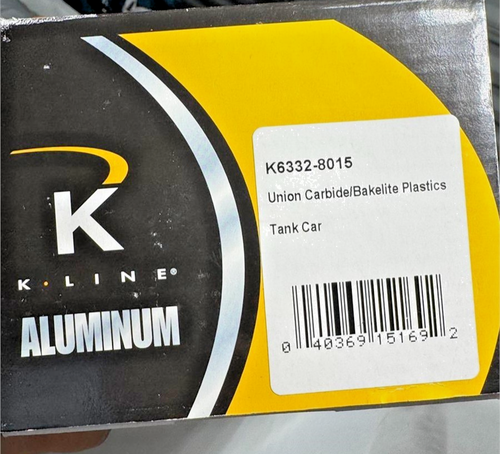 K
K·LINE®
ALUMINUM
K6332-8015
Union Carbide/Bakelite Plastics
Tank Car
0 40369 15169 2